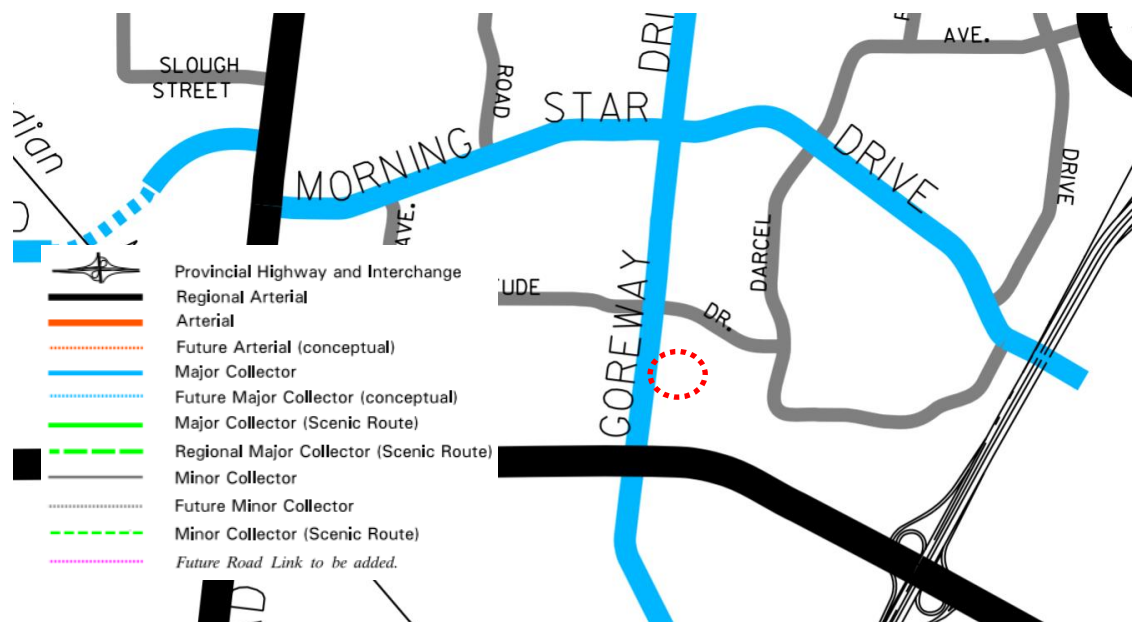 SLOUGH
STREET
ROAD
MORNING STAR DRIVE
AVE.
DRIVE
AVE.
DARCEL
DR.
GOREWAY
Provincial Highway and Interchange
Regional Arterial
Arterial
Future Arterial (conceptual)
Major Collector
Future Major Collector (conceptual)
Major Collector (Scenic Route)
Regional Major Collector (Scenic Route)
Minor Collector
Future Minor Collector
Minor Collector (Scenic Route)
Future Road Link to be added.